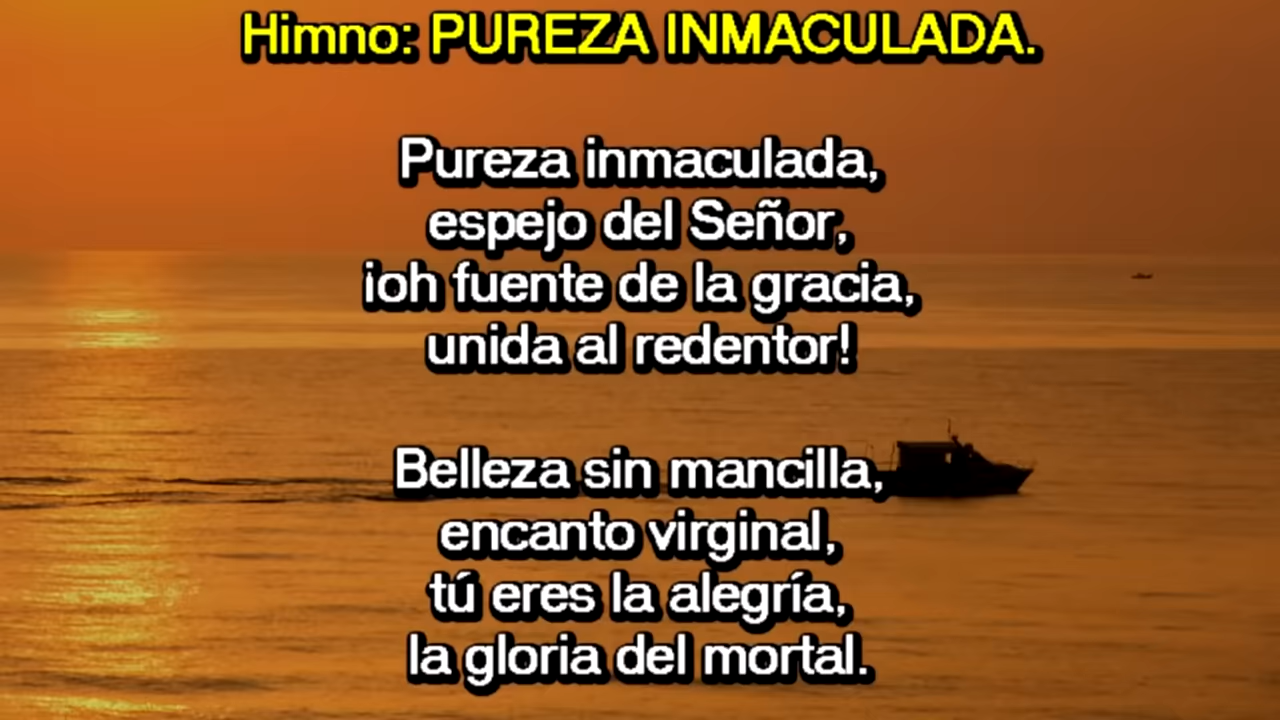 Himno: PUREZA INMACULADA.
Pureza inmaculada,
espejo del Señor,
¡oh fuente de la gracia,
unida al redentor!
Belleza sin mancilla,
encanto virginal,
tú eres la alegría,
la gloria del mortal.